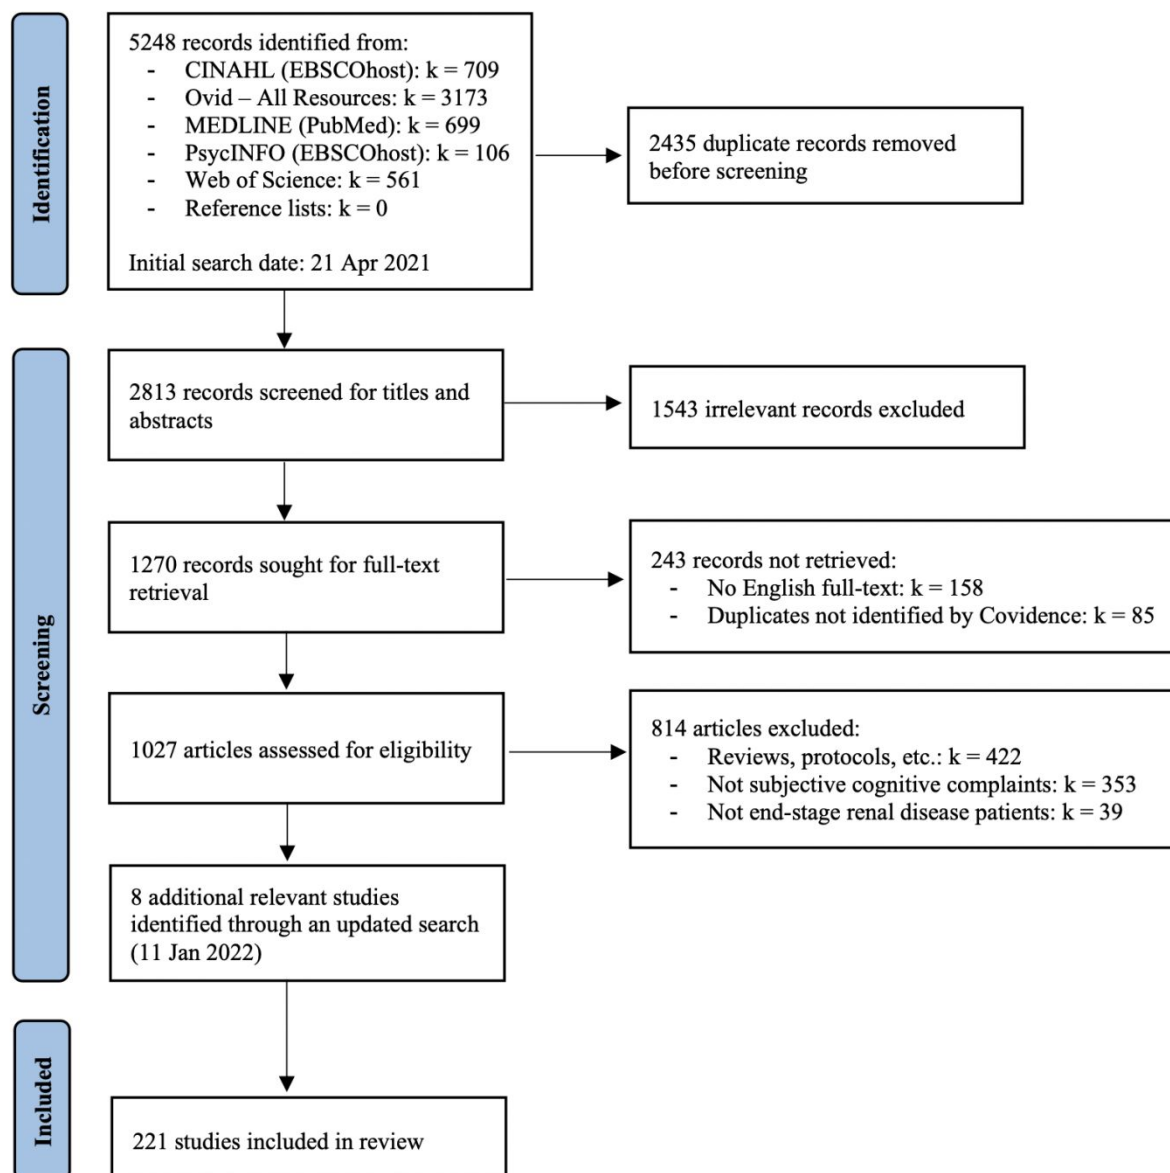 Identification
5248 records identified from:
- CINAHL (EBSCOhost): k = 709
- Ovid – All Resources: k = 3173
- MEDLINE (PubMed): k = 699
- PsycINFO (EBSCOhost): k = 106
- Web of Science: k = 561
- Reference lists: k = 0
Initial search date: 21 Apr 2021
2435 duplicate records removed
before screening
Screening
2813 records screened for titles and
abstracts
1543 irrelevant records excluded
1270 records sought for full-text
retrieval
243 records not retrieved:
- No English full-text: k = 158
- Duplicates not identified by Covidence: k = 85
1027 articles assessed for eligibility
814 articles excluded:
- Reviews, protocols, etc.: k = 422
- Not subjective cognitive complaints: k = 353
- Not end-stage renal disease patients: k = 39
8 additional relevant studies
identified through an updated search
(11 Jan 2022)
Included
221 studies included in review